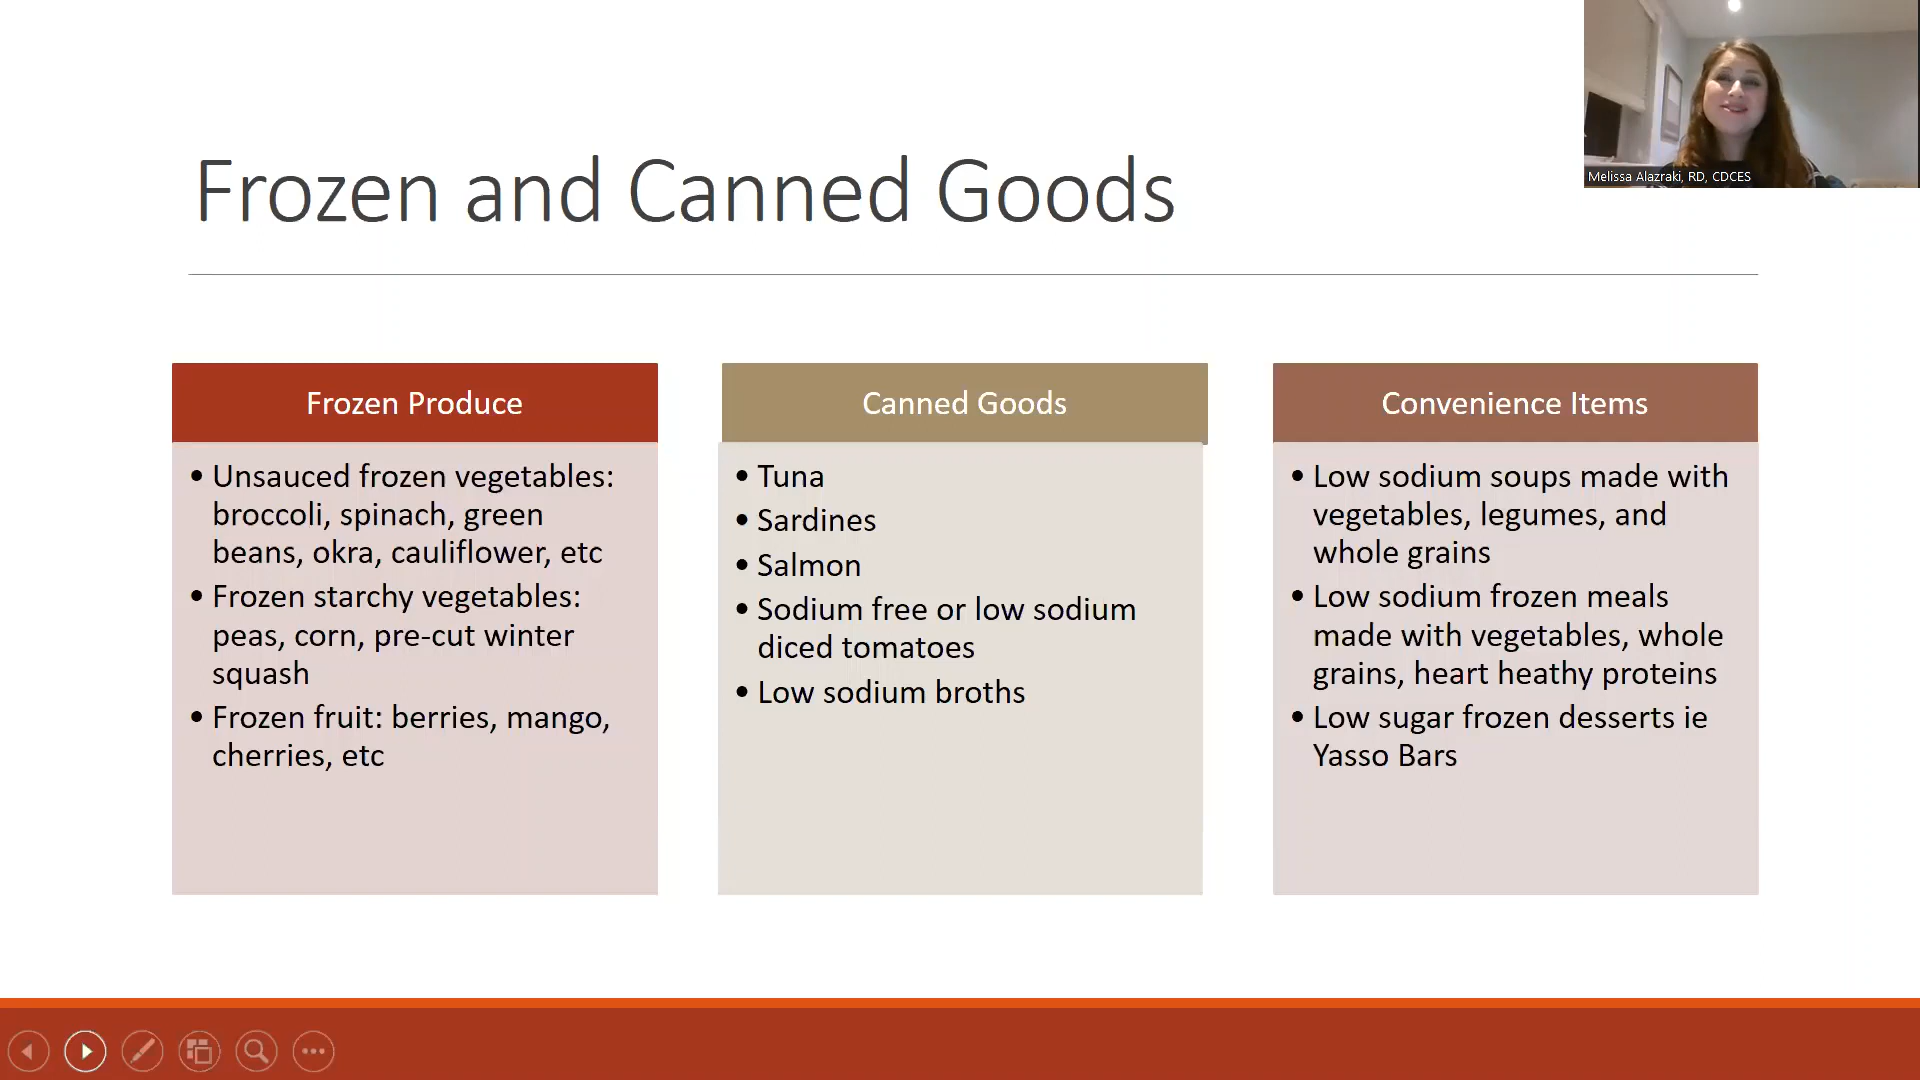 Melissa Alazraki, RD, CDCES
Frozen and Canned Goods
Frozen Produce
• Unsauced frozen vegetables:
broccoli, spinach, green
beans, okra, cauliflower, etc
• Frozen starchy vegetables:
peas, corn, pre-cut winter
squash
• Frozen fruit: berries, mango,
cherries, etc
Canned Goods
• Tuna
• Sardines
• Salmon
• Sodium free or low sodium
diced tomatoes
• Low sodium broths
Convenience Items
• Low sodium soups made with
vegetables, legumes, and
whole grains
• Low sodium frozen meals
made with vegetables, whole
grains, heart heathy proteins
• Low sugar frozen desserts ie
Yasso Bars